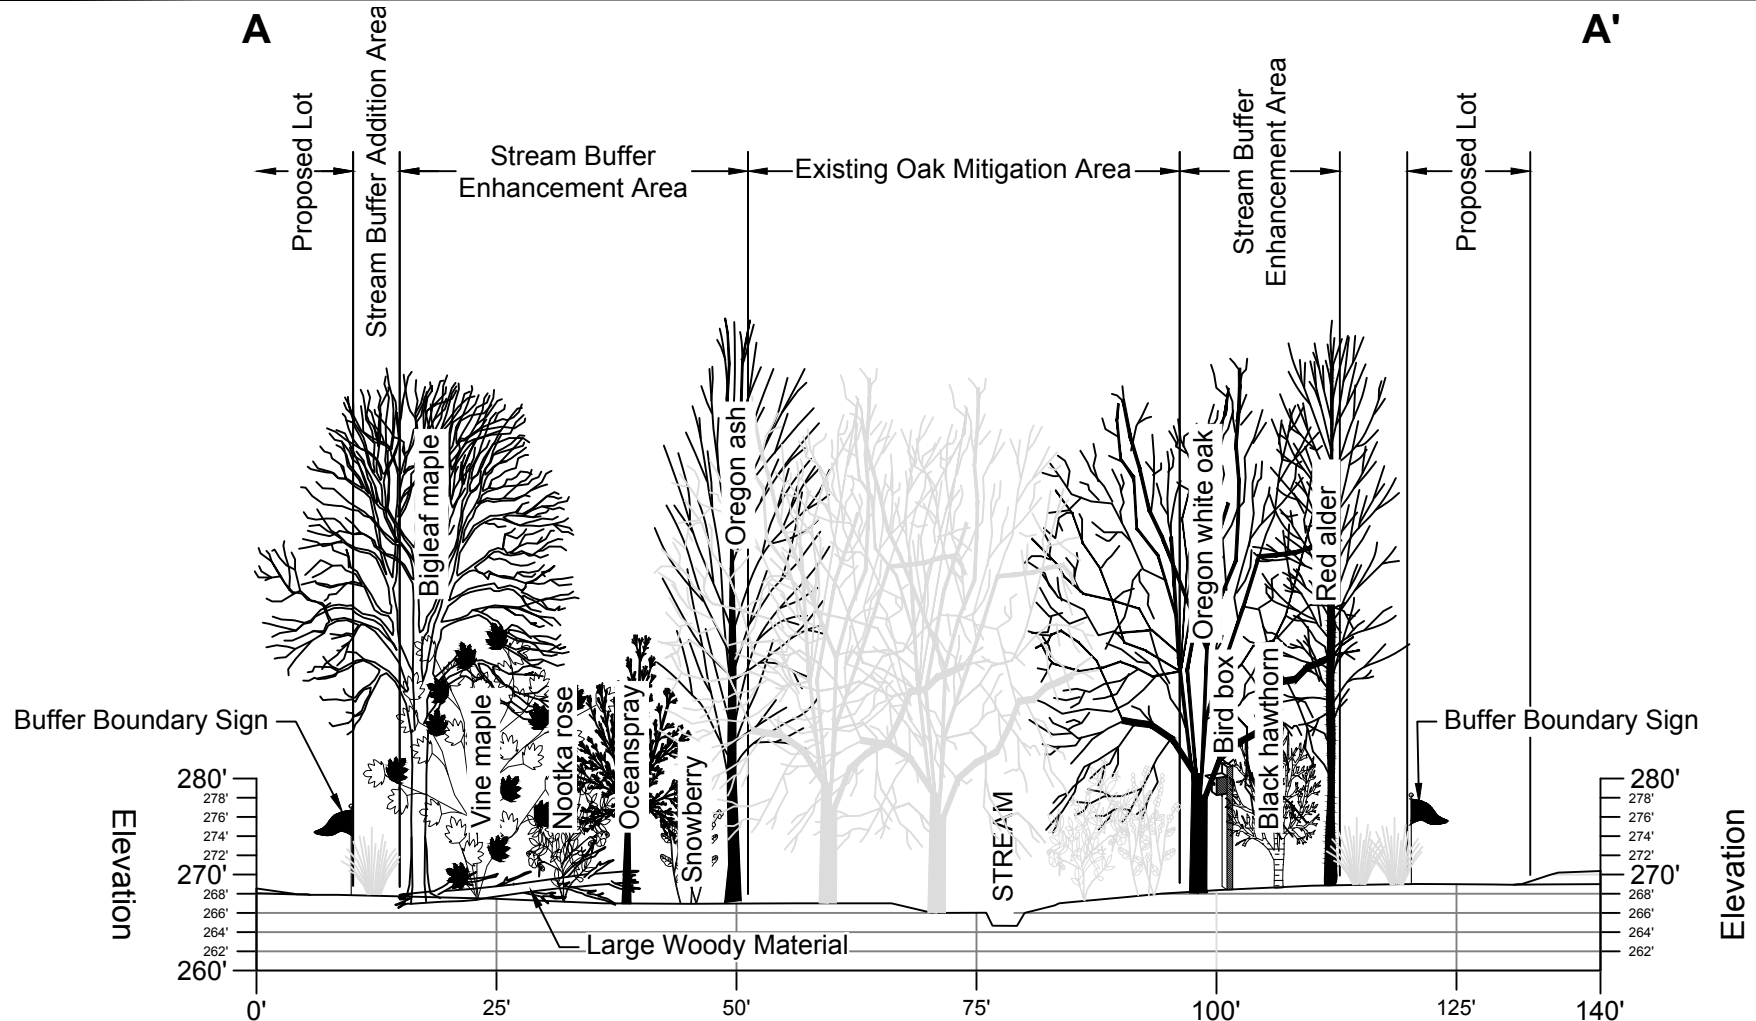 A
A'
Proposed Lot
Stream Buffer Addition Area
Stream Buffer
Enhancement Area
Existing Oak Mitigation Area
Stream Buffer
Enhancement Area
Proposed Lot
Bigleaf maple
Vine maple
Nootka rose
Oceanspray
Snowberry
Oregon ash
STREAM
Oregon white oak
Bird box
Black hawthorn
Red alder
Buffer Boundary Sign
Buffer Boundary Sign
Large Woody Material
Elevation
280'
278'
276'
274'
272'
270'
268'
266'
264'
262'
260'
280'
278'
276'
274'
272'
270'
268'
266'
264'
262'
Elevation
0'
25'
50'
75'
100'
125'
140'